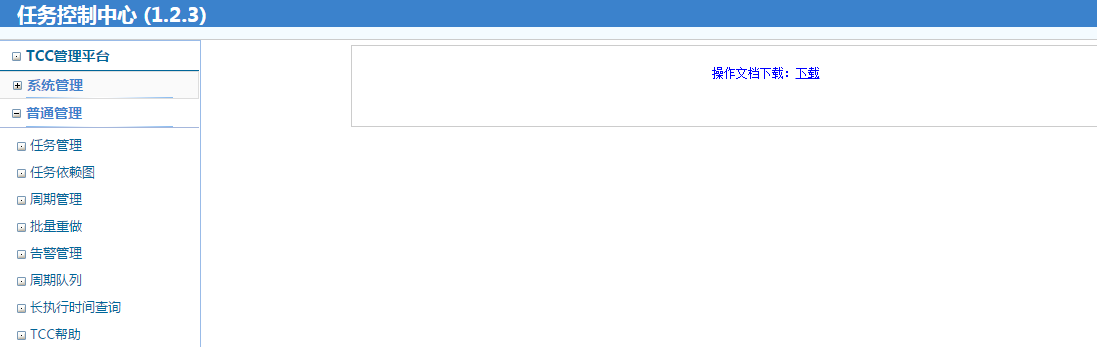 任务控制中心 (1.2.3)
TCC管理平台
系统管理
普通管理
任务管理
任务依赖图
周期管理
批量重做
告警管理
周期队列
长执行时间查询
TCC帮助
操作文档下载：下载